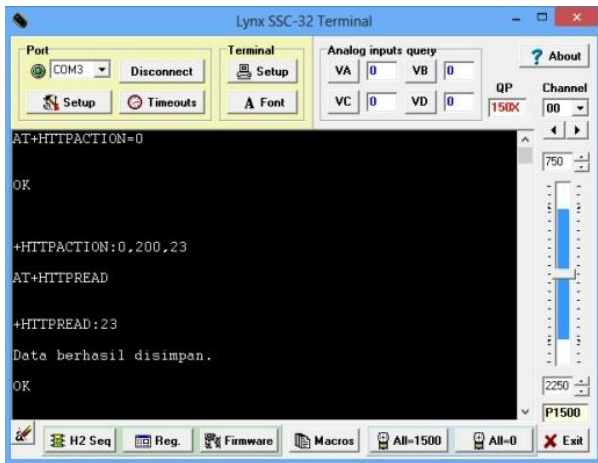 Lynx SSC-32 Terminal
Port
COM3
Disconnect
Setup
Timeouts
Terminal
Setup
Font
Analog inputs query
VA 0 VB 0
VC 0 VD 0
About
QP
150X
Channel
00
750
AT+HTTPACTION=0
OK
+HTTPACTION:0,200,23
AT+HTTPREAD
+HTTPREAD:23
Data berhasil disimpan.
OK
2250
P1500
H2 Seq
Reg.
Firmware
Macros
All=1500
All=0
Exit